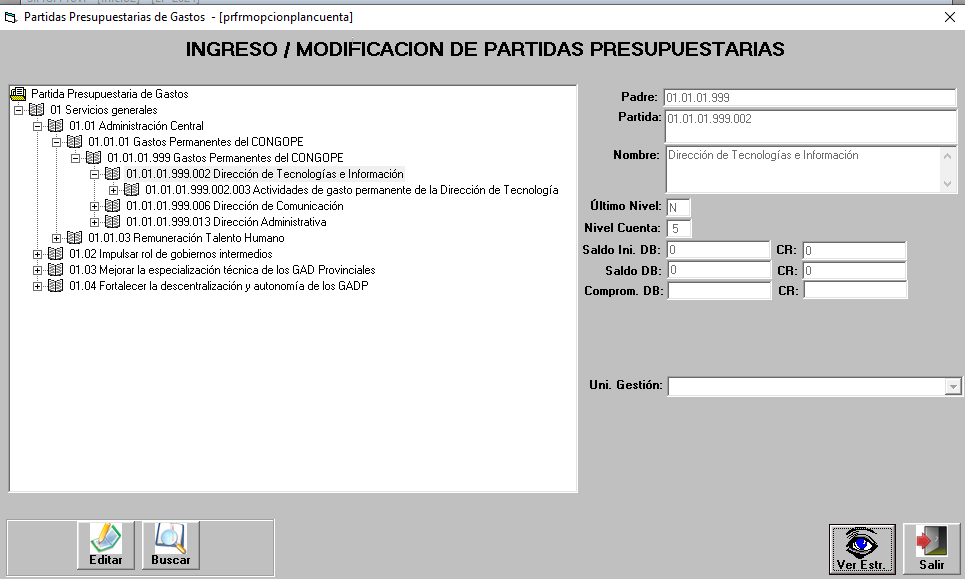 Partidas Presupuestarias de Gastos - [prfrmopcionplancuenta]
INGRESO / MODIFICACION DE PARTIDAS PRESUPUESTARIAS
Partida Presupuestaria de Gastos
01 Servicios generales
01.01 Administración Central
01.01.01 Gastos Permanentes del CONGOPE
01.01.01.999 Gastos Permanentes del CONGOPE
01.01.01.999.002 Dirección de Tecnologías e Información
01.01.01.999.002.003 Actividades de gasto permanente de la Dirección de Tecnología
01.01.01.999.006 Dirección de Comunicación
01.01.01.999.013 Dirección Administrativa
01.01.03 Remuneración Talento Humano
01.02 Impulsar rol de gobiernos intermedios
01.03 Mejorar la especialización técnica de los GAD Provinciales
01.04 Fortalecer la descentralización y autonomía de los GADP
Padre: 01.01.01.999
Partida: 01.01.01.999.002
Nombre: Dirección de Tecnologías e Información
Último Nivel: N
Nivel Cuenta: 5
Saldo Ini. DB: 0 CR: 0
Saldo DB: 0 CR: 0
Comprom. DB: CR:
Uni. Gestión:
Editar Buscar Ver Estr. Salir